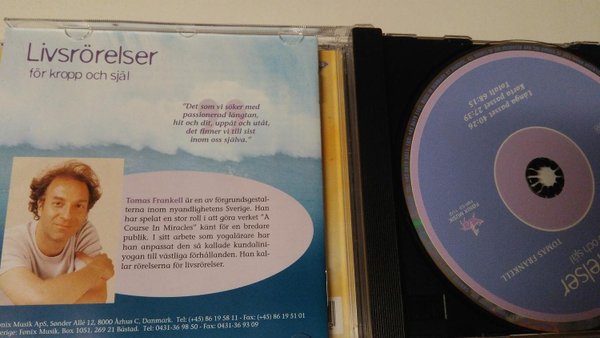 Livsrörelser
för kropp och själ
"Det som vi söker med
passionerad längtan,
hit och dit, uppåt och utåt,
det finner vi till sist
inom oss själva."
Tomas Frankell är en av förgrundsgestal-
terna inom nyandlighetens Sverige. Han
har spelat en stor roll i att göra verket "A
Course In Miracles" känt för en bredare
publik. I sitt arbete som yogalärare har
han anpassat den så kallade kundalini-
yogan till västliga förhållanden. Han kal-
lar rörelserna för livsrörelser.
Fonix Musik ApS, Sønder Allé 12, 8000 Århus C, Danmark. Tel: (+45) 86 19 58 11 - Fax: (+45) 86 19 51 01
Sverige: Fonix Musik, Box 1051, 269 21 Båstad. Tel: 0431-36 98 50 - Fax: 0431-36 93 09
Långa passet 40:26
Korta passet 27:39
Totalt 68:15
FONIX MUSIK
TOMAS FRANKELL
OCH SJÄL
elser